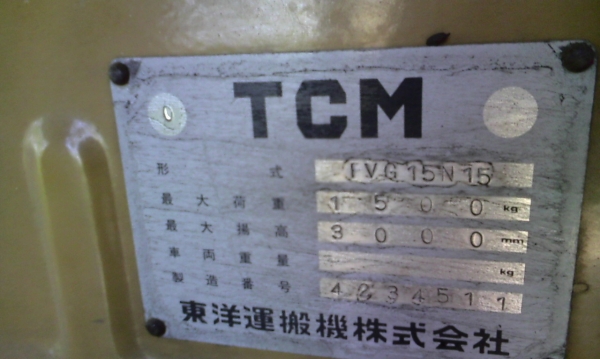 TCM
0
形式 FVG15N15
最大荷重 1500 kg
最大揚高 3000 mm
車両重量 kg
製造番号
東洋運搬機株式会社